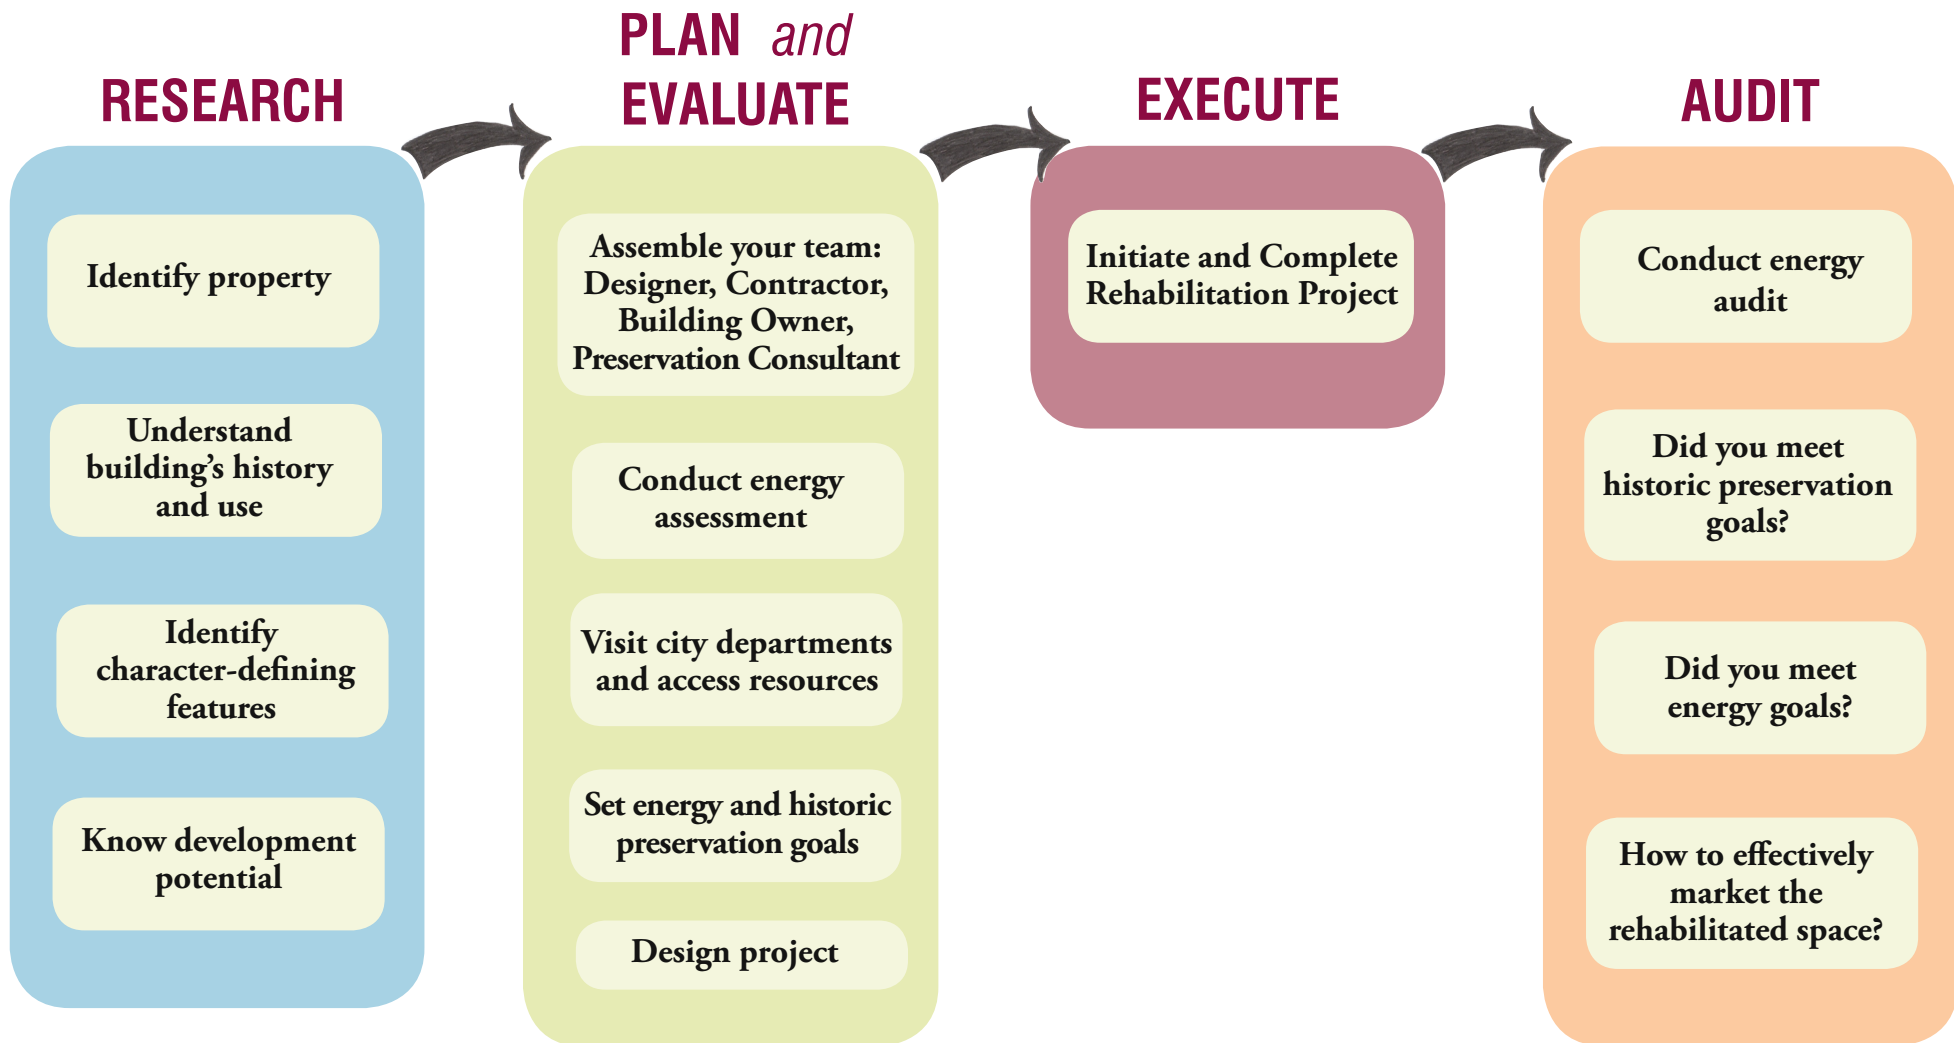 RESEARCH
Identify property
Understand
building’s history
and use
Identify
character-defining
features
Know development
potential
PLAN and
EVALUATE
Assemble your team:
Designer, Contractor,
Building Owner,
Preservation Consultant
Conduct energy
assessment
Visit city departments
and access resources
Set energy and historic
preservation goals
Design project
EXECUTE
Initiate and Complete
Rehabilitation Project
AUDIT
Conduct energy
audit
Did you meet
historic preservation
goals?
Did you meet
energy goals?
How to effectively
market the
rehabilitated space?